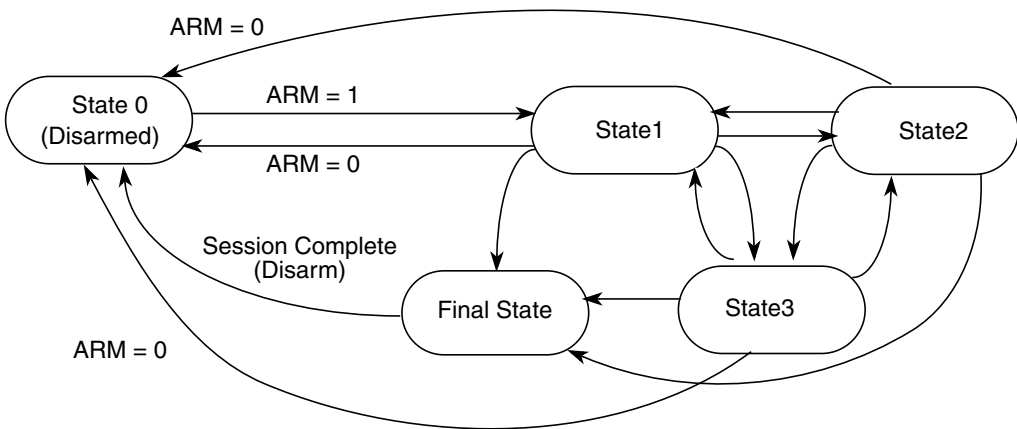 ARM = 0
State 0
(Disarmed)
ARM = 1
State1
State2
ARM = 0
Session Complete
(Disarm)
Final State
State3
ARM = 0